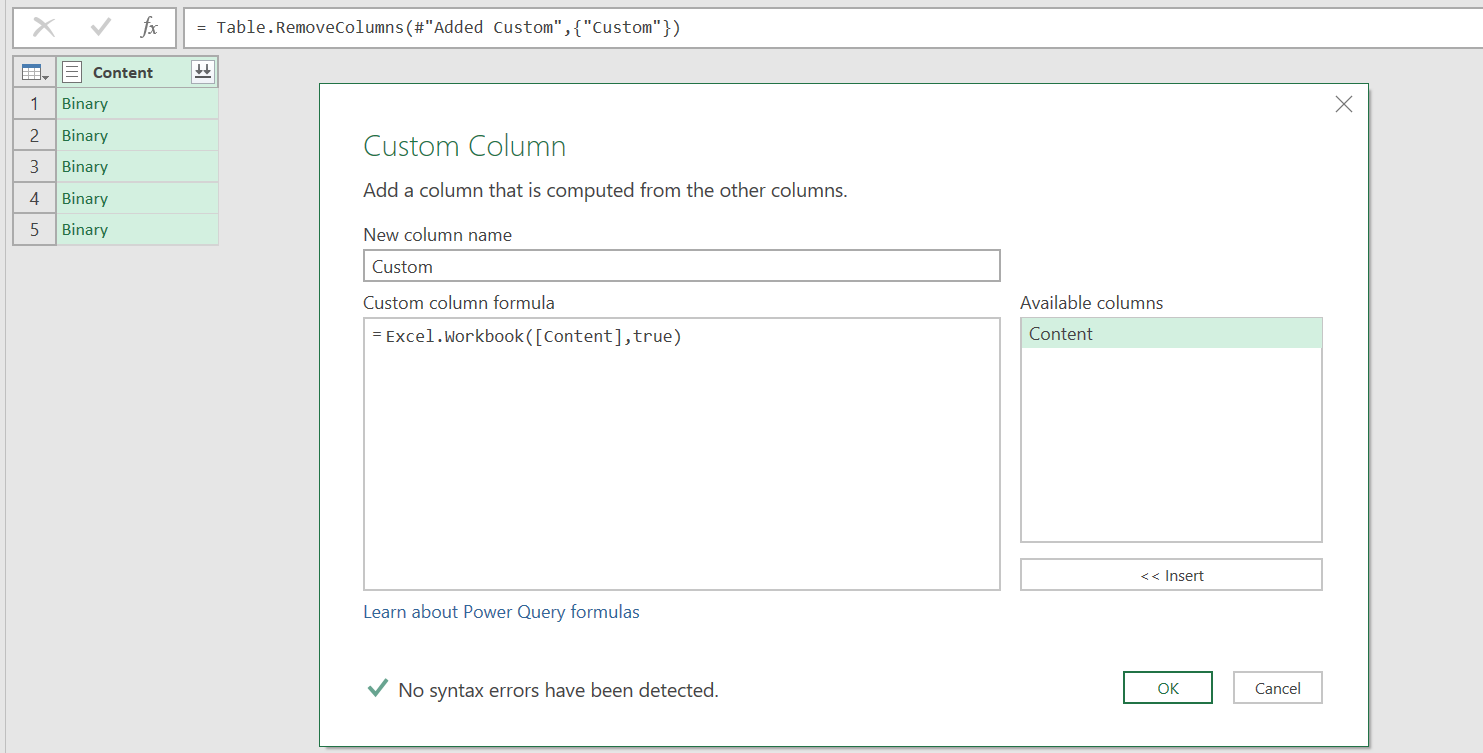 fx = Table.RemoveColumns(#"Added Custom",{"Custom"})
Content
1 Binary
2 Binary
3 Binary
4 Binary
5 Binary
Custom Column
Add a column that is computed from the other columns.
New column name
Custom
Custom column formula
=Excel.Workbook([Content],true)
Available columns
Content
<< Insert
Learn about Power Query formulas
No syntax errors have been detected.
OK
Cancel